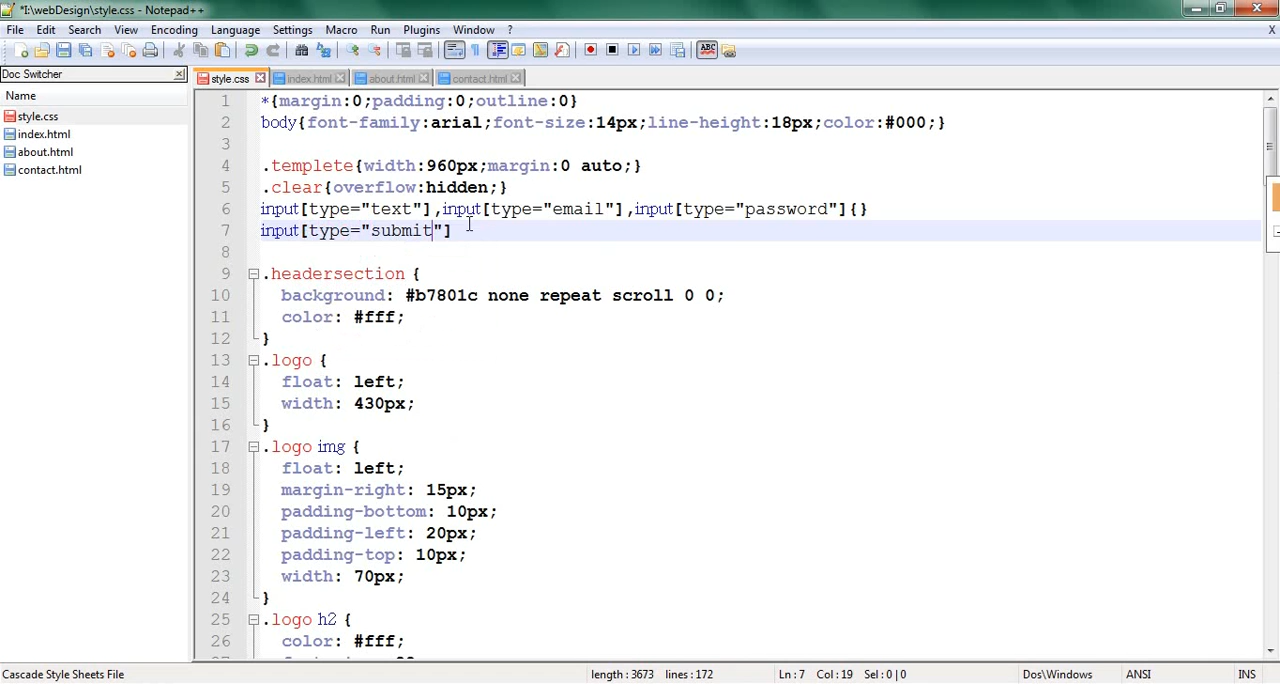 *I:\webDesign\style.css - Notepad++
File Edit Search View Encoding Language Settings Macro Run Plugins Window ? X
ABC
Doc Switcher
style.css index.html about.html contact.html
Name
style.css
index.html
about.html
contact.html
1 *{margin:0;padding:0;outline:0}
2 body{font-family:arial;font-size:14px;line-height:18px;color:#000;}
3
4 .templete{width:960px;margin:0 auto;}
5 .clear{overflow:hidden;}
6 input[type="text"],input[type="email"],input[type="password"]{}
7 input[type="submit"]
8
9 .headersection {
10 background: #b7801c none repeat scroll 0 0;
11 color: #fff;
12 }
13 .logo {
14 float: left;
15 width: 430px;
16 }
17 .logo img {
18 float: left;
19 margin-right: 15px;
20 padding-bottom: 10px;
21 padding-left: 20px;
22 padding-top: 10px;
23 width: 70px;
24 }
25 .logo h2 {
26 color: #fff;
Cascade Style Sheets File length : 3673 lines : 172 Ln : 7 Col : 19 Sel : 0 | 0 Dos\Windows ANSI INS